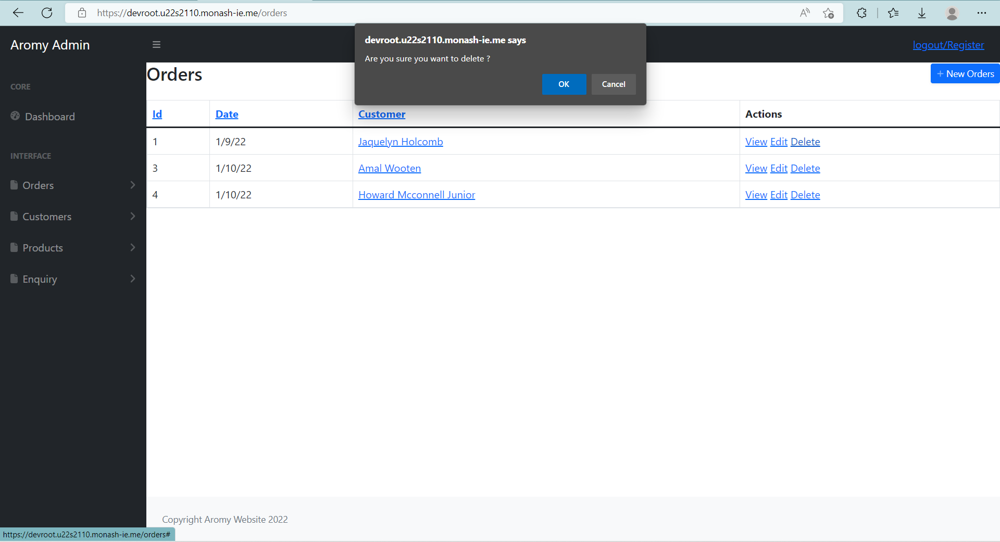 https://devroot.u22s2110.monash-ie.me/orders
devroot.u22s2110.monash-ie.me says
Are you sure you want to delete ?
OK Cancel
Aromy Admin
logout/Register
CORE
Dashboard
INTERFACE
Orders
Customers
Products
Enquiry
Orders
+ New Orders
Id Date Customer Actions
1 1/9/22 Jaquelyn Holcomb View Edit Delete
3 1/10/22 Amal Wooten View Edit Delete
4 1/10/22 Howard Mcconnell Junior View Edit Delete
Copyright Aromy Website 2022
https://devroot.u22s2110.monash-ie.me/orders#